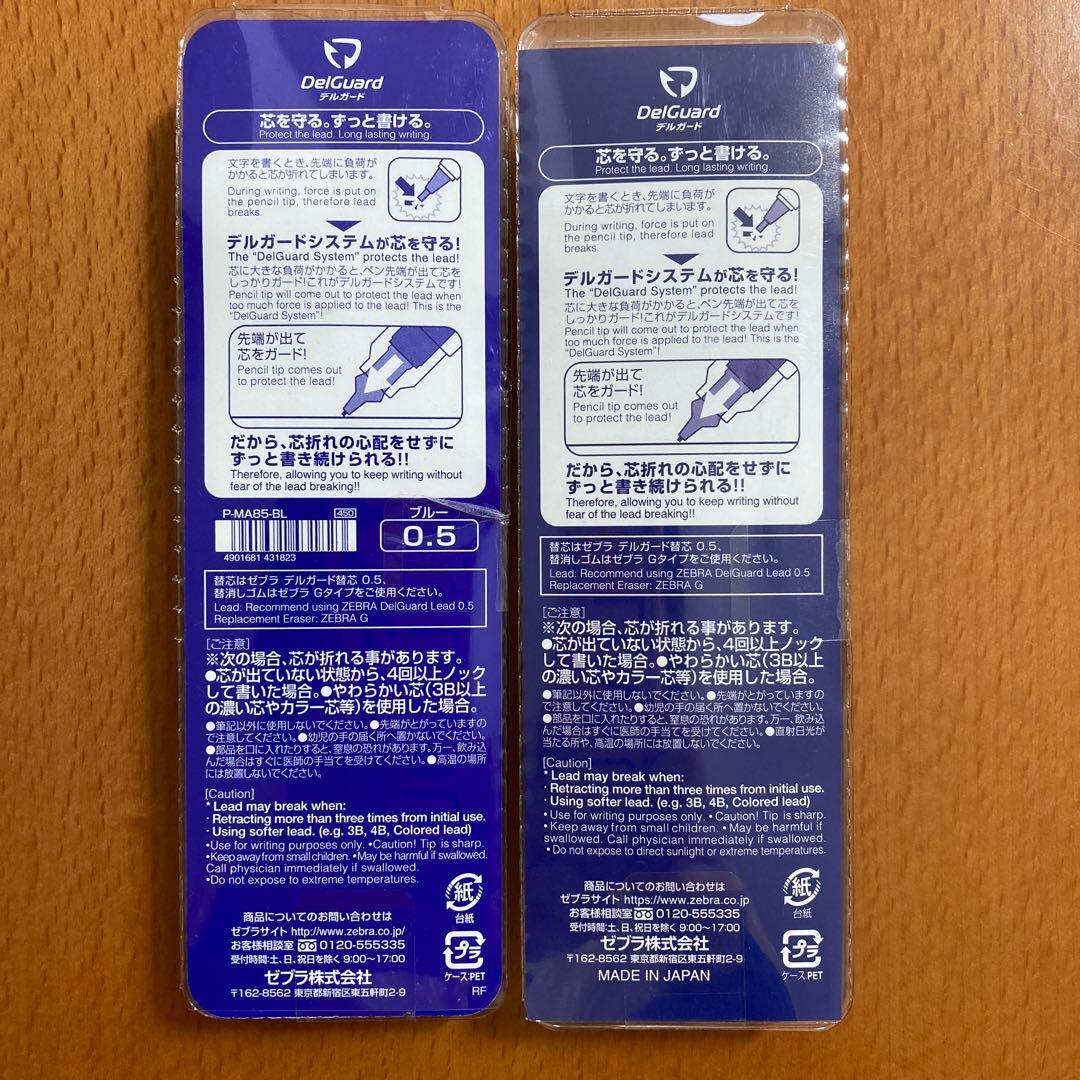 DelGuard
デルガード
芯を守る。ずっと書ける。
Protect the lead. Long lasting writing.
文字を書くとき、先端に負荷が
かかると芯が折れてしまいます。
During writing, force is put on
the pencil tip, therefore lead
breaks.
デルガードシステムが芯を守る!
The "DelGuard System" protects the lead!
芯に大きな負荷がかかると、ペン先端が出て芯を
しっかりガード!これがデルガードシステムです!
Pencil tip will come out to protect the lead when
too much force is applied to the lead! This is the
"DelGuard System"!
先端が出て
芯をガード!
Pencil tip comes out
to protect the lead!
だから、芯折れの心配をせずに
ずっと書き続けられる!!
Therefore, allowing you to keep writing without
fear of the lead breaking!!
P-MA85-BL
450
ブルー
0.5
4901681 431823
替芯はゼブラ デルガード替芯 0.5、
替消しゴムはゼブラ Gタイプをご使用ください。
Lead: Recommend using ZEBRA DelGuard Lead 0.5
Replacement Eraser: ZEBRA G
[ご注意]
※次の場合、芯が折れる事があります。
●芯が出ていない状態から、4回以上ノック
して書いた場合。●やわらかい芯(3B以上
の濃い芯やカラー芯等)を使用した場合。
●筆記以外に使用しないでください。●先端がとがっていますの
で注意してください。●幼児の手の届く所へ置かないでください。
●部品を口に入れたりすると、窒息の恐れがあります。万一、飲み込
んだ場合はすぐに医師の手当てを受けてください。●高温の場所
には放置しないでください。
[Caution]
* Lead may break when:
· Retracting more than three times from initial use.
· Using softer lead. (e.g. 3B, 4B, Colored lead)
•Use for writing purposes only. •Caution! Tip is sharp.
•Keep away from small children. •May be harmful if swallowed.
Call physician immediately if swallowed.
•Do not expose to extreme temperatures.
商品についてのお問い合わせは
ゼブラサイト http://www.zebra.co.jp/
お客様相談室 0120-555335
受付時間:土、日、祝日を除く 9:00〜17:00
ゼブラ株式会社
〒162-8562 東京都新宿区東五軒町2-9
紙
台紙
プラ
ケース:PET
RF
DelGuard
デルガード
芯を守る。ずっと書ける。
Protect the lead. Long lasting writing.
文字を書くとき、先端に負荷が
かかると芯が折れてしまいます。
During writing, force is put on
the pencil tip, therefore lead
breaks.
デルガードシステムが芯を守る!
The "DelGuard System" protects the lead!
芯に大きな負荷がかかると、ペン先端が出て芯を
しっかりガード!これがデルガードシステムです!
Pencil tip will come out to protect the lead when
too much force is applied to the lead! This is the
"DelGuard System"!
先端が出て
芯をガード!
Pencil tip comes out
to protect the lead!
だから、芯折れの心配をせずに
ずっと書き続けられる!!
Therefore, allowing you to keep writing without
fear of the lead breaking!!
替芯はゼブラ デルガード替芯 0.5、
替消しゴムはゼブラ Gタイプをご使用ください。
Lead: Recommend using ZEBRA DelGuard Lead 0.5
Replacement Eraser: ZEBRA G
[ご注意]
※次の場合、芯が折れる事があります。
●芯が出ていない状態から、4回以上ノック
して書いた場合。●やわらかい芯(3B以上
の濃い芯やカラー芯等)を使用した場合。
●筆記以外に使用しないでください。●先端がとがっていますの
で注意してください。●幼児の手の届く所へ置かないでください。
●部品を口に入れたりすると、窒息の恐れがあります。万一、飲み込
んだ場合はすぐに医師の手当てを受けてください。●直射日光が
当たる所や、高温の場所には放置しないでください。
[Caution]
* Lead may break when:
· Retracting more than three times from initial use.
· Using softer lead. (e.g. 3B, 4B, Colored lead)
• Use for writing purposes only. •Caution! Tip is sharp.
• Keep away from small children. • May be harmful if
swallowed. Call physician immediately if swallowed.
• Do not expose to direct sunlight or extreme temperatures.
商品についてのお問い合わせは
ゼブラサイト https://www.zebra.co.jp
お客様相談室 0120-555335
受付時間:土、日、祝日を除く 9:00〜17:00
ゼブラ株式会社
〒162-8562 東京都新宿区東五軒町2-9
MADE IN JAPAN
紙
台紙
プラ
ケース:PET